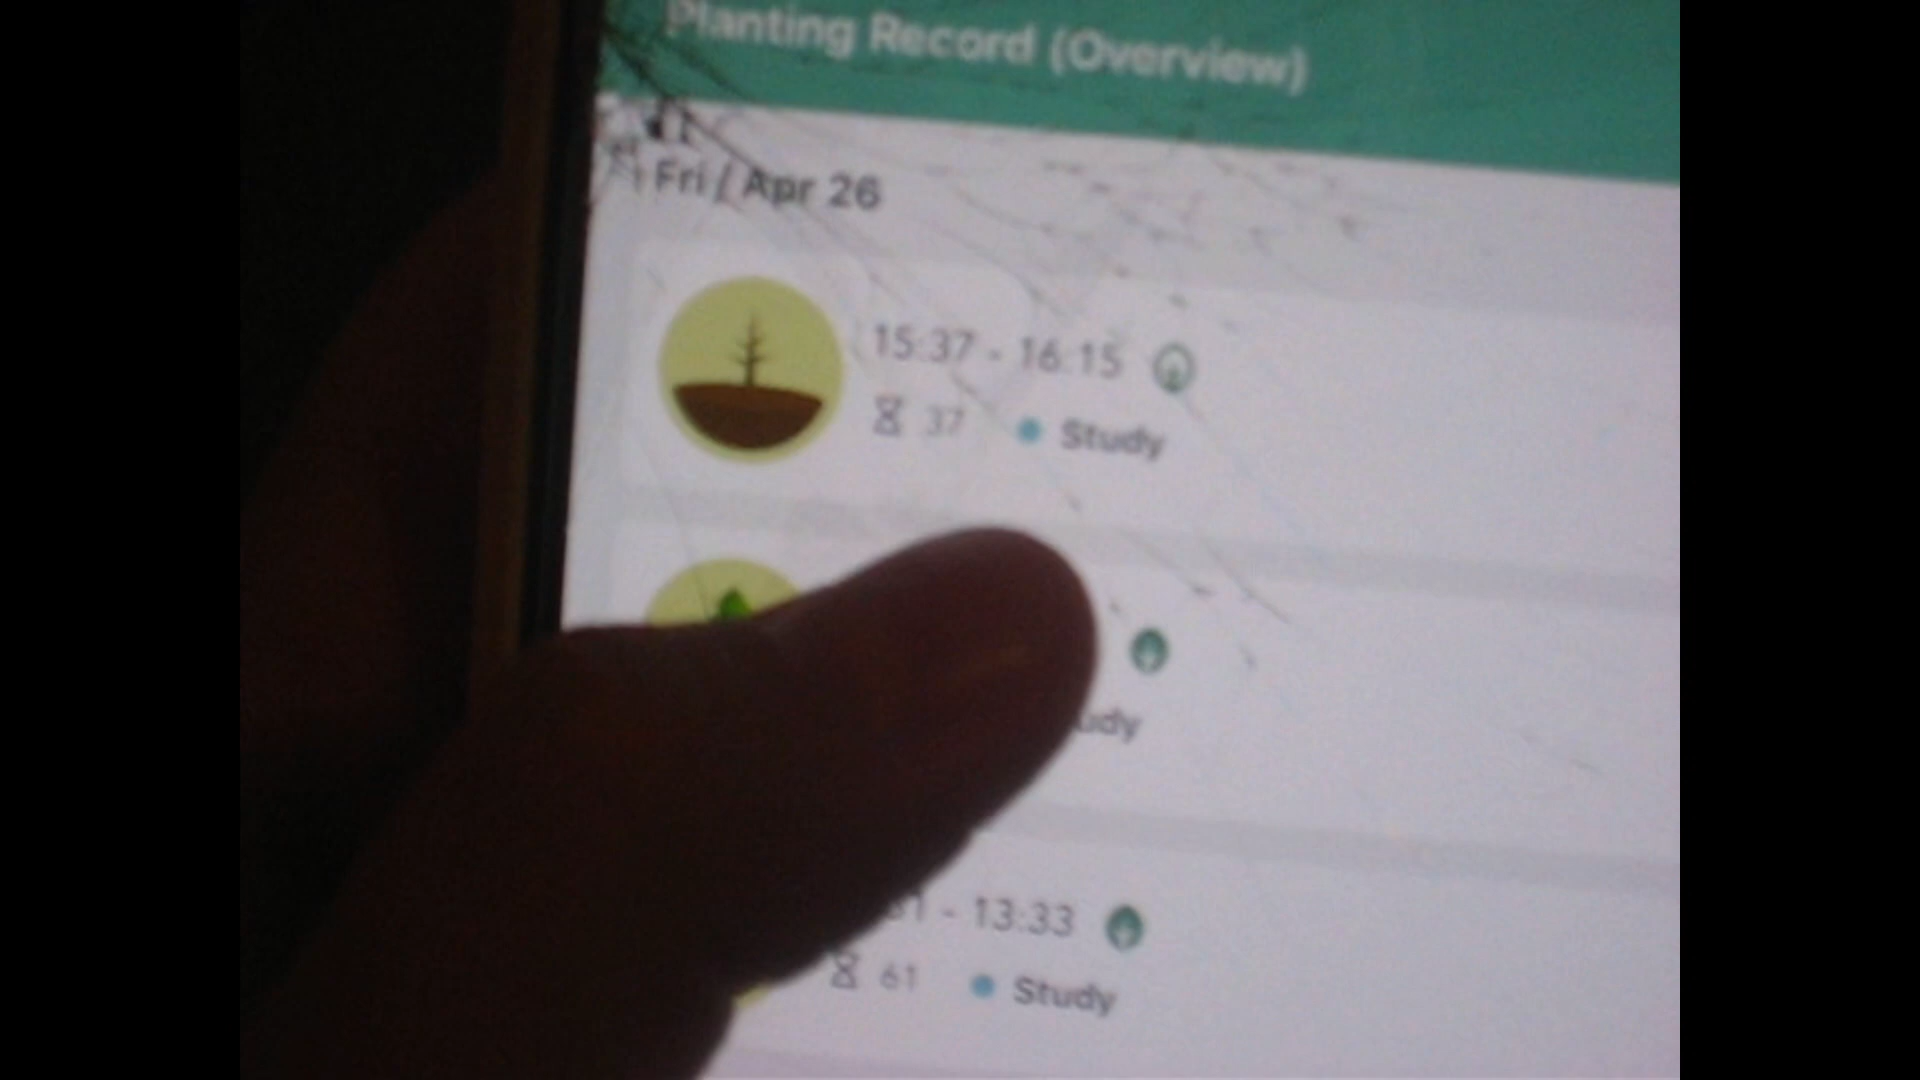 Planting Record (Overview)
Fri / Apr 26
15:37 - 16:15
37 Study
- 13:33
61 Study